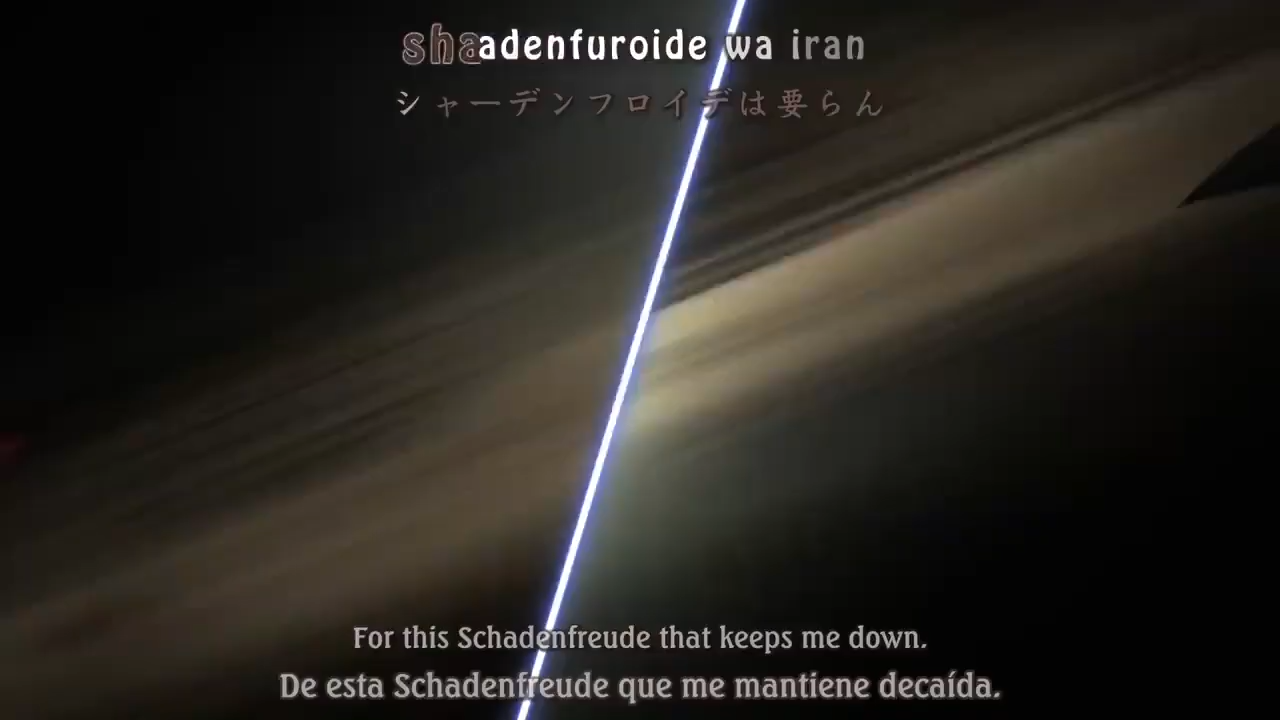 shaadenfuroide wa iran
シャーデンフロイデは要らん
For this Schadenfreude that keeps me down.
De esta Schadenfreude que me mantiene decaída.